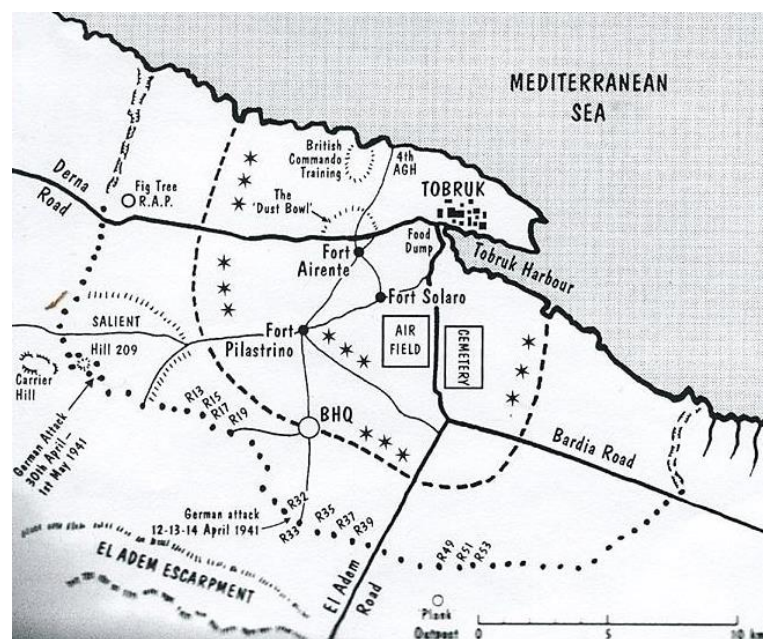 MEDITERRANEAN
SEA
British
Commando
Training
4th
AGH
TOBRUK
Derna
Road
Fig Tree
R.A.P.
The
'Dust Bowl'
Food
Dump
Tobruk Harbour
Fort
Airente
Fort Solaro
SALIENT
Hill 209
Fort
Pilastrino
AIR
FIELD
CEMETERY
Carrier
Hill
R13
R15
R17
R19
BHQ
Bardia Road
German Attack
30th April–
1st May 1941
German attack
12-13-14 April 1941
R32
R33
R35
R37
R39
R49
R51
R53
EL ADEM ESCARPMENT
El Adem
Road
Plonk
Outpost
0
5
10 km